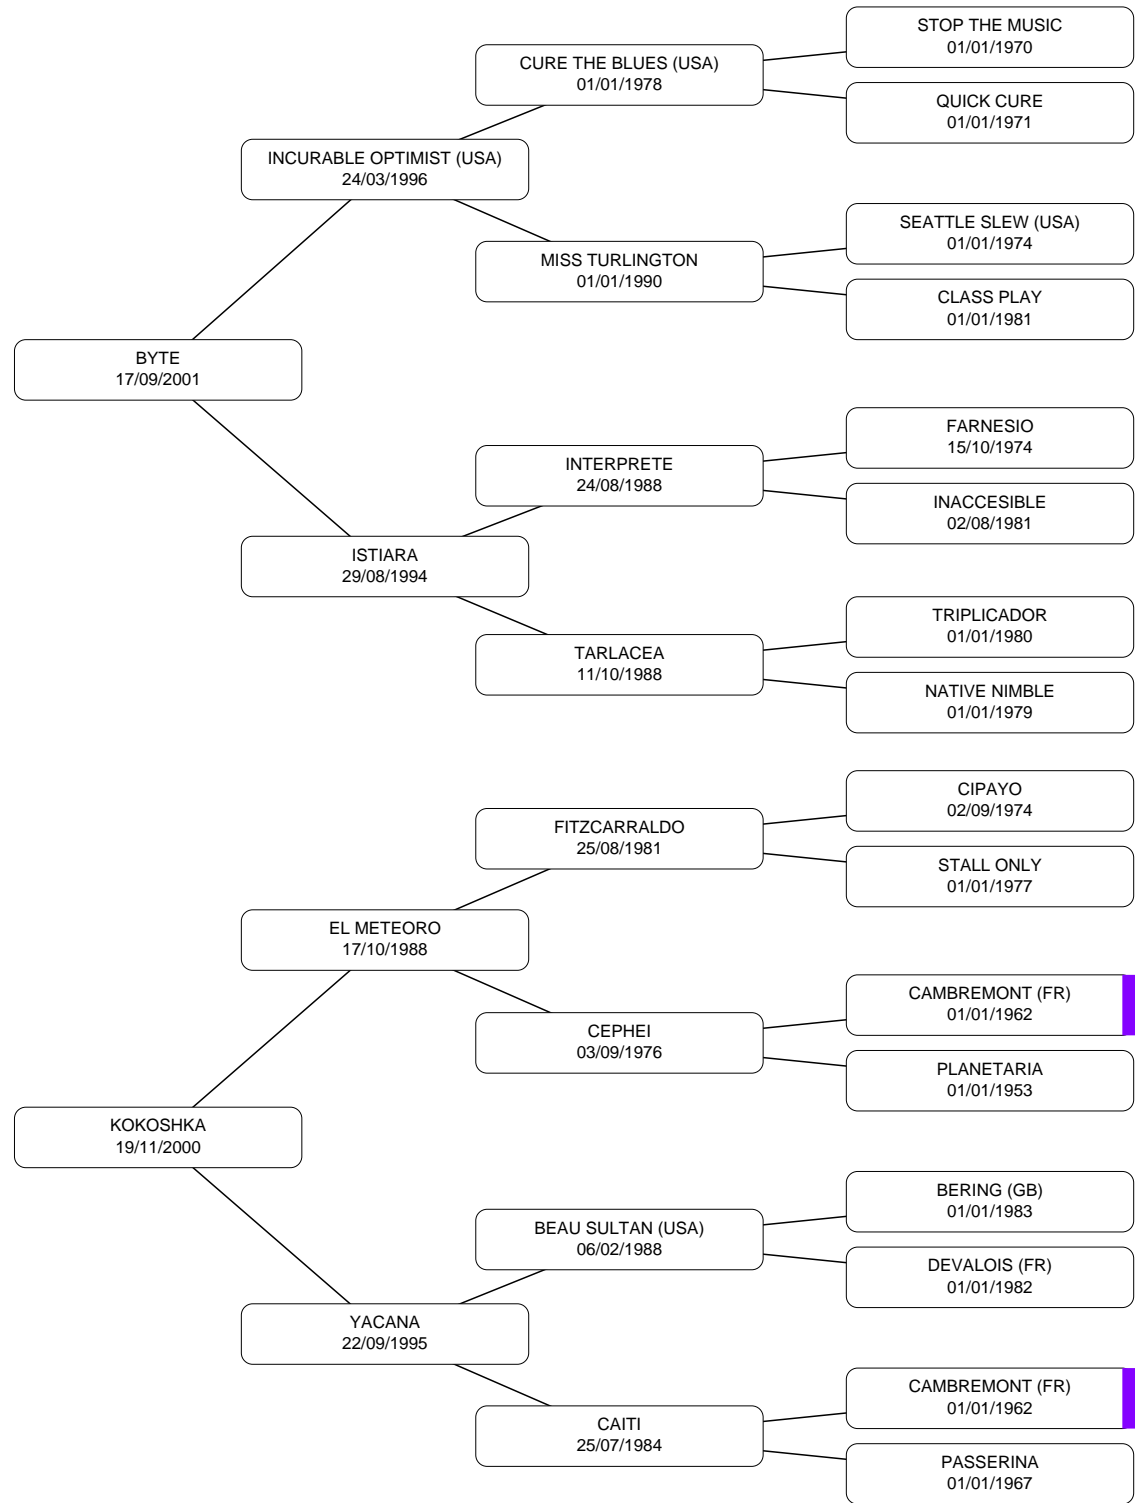 STOP THE MUSIC
01/01/1970
CURE THE BLUES (USA)
01/01/1978
QUICK CURE
01/01/1971
INCURABLE OPTIMIST (USA)
24/03/1996
SEATTLE SLEW (USA)
01/01/1974
MISS TURLINGTON
01/01/1990
CLASS PLAY
01/01/1981
BYTE
17/09/2001
FARNESIO
15/10/1974
INTERPRETE
24/08/1988
INACCESIBLE
02/08/1981
ISTIARA
29/08/1994
TRIPLICADOR
01/01/1980
TARLACEA
11/10/1988
NATIVE NIMBLE
01/01/1979
CIPAYO
02/09/1974
FITZCARRALDO
25/08/1981
STALL ONLY
01/01/1977
EL METEORO
17/10/1988
CAMBREMONT (FR)
01/01/1962
CEPHEI
03/09/1976
PLANETARIA
01/01/1953
KOKOSHKA
19/11/2000
BERING (GB)
01/01/1983
BEAU SULTAN (USA)
06/02/1988
DEVALOIS (FR)
01/01/1982
YACANA
22/09/1995
CAMBREMONT (FR)
01/01/1962
CAITI
25/07/1984
PASSERINA
01/01/1967